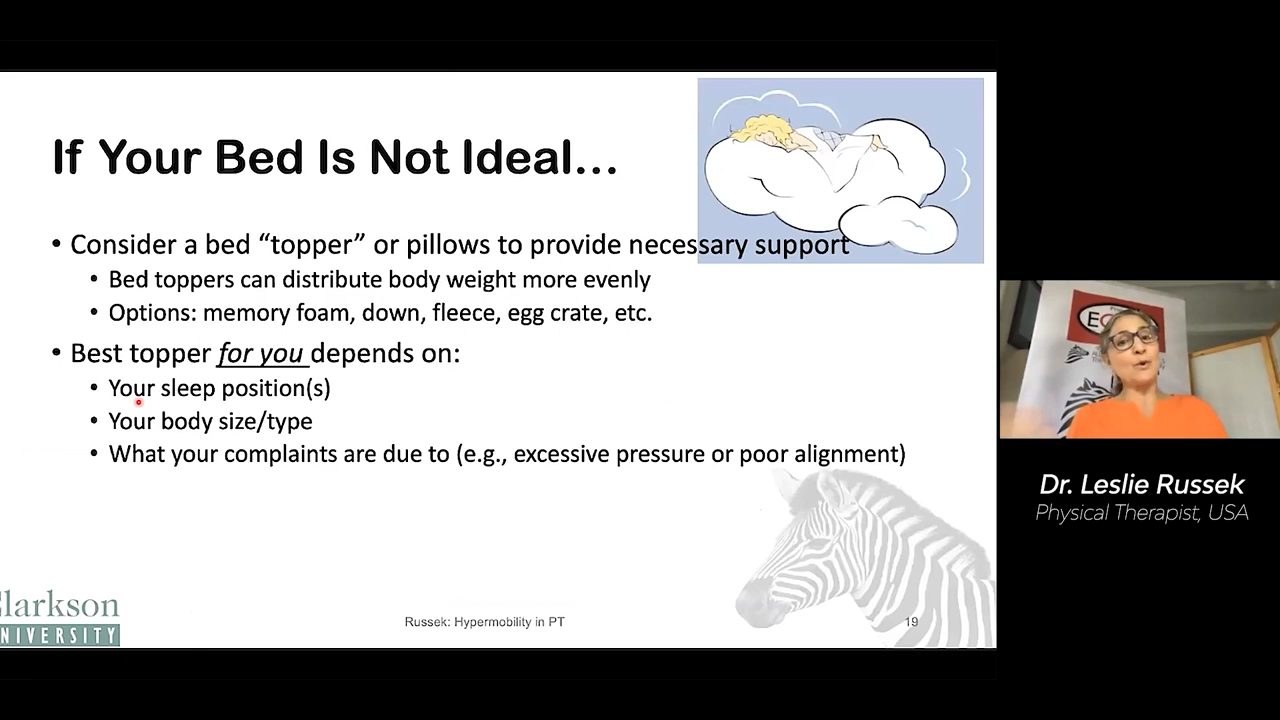 If Your Bed Is Not Ideal...
• Consider a bed “topper” or pillows to provide necessary support
• Bed toppers can distribute body weight more evenly
• Options: memory foam, down, fleece, egg crate, etc.
• Best topper for you depends on:
• Your sleep position(s)
• Your body size/type
• What your complaints are due to (e.g., excessive pressure or poor alignment)
Russek: Hypermobility in PT
19
Dr. Leslie Russek
Physical Therapist, USA